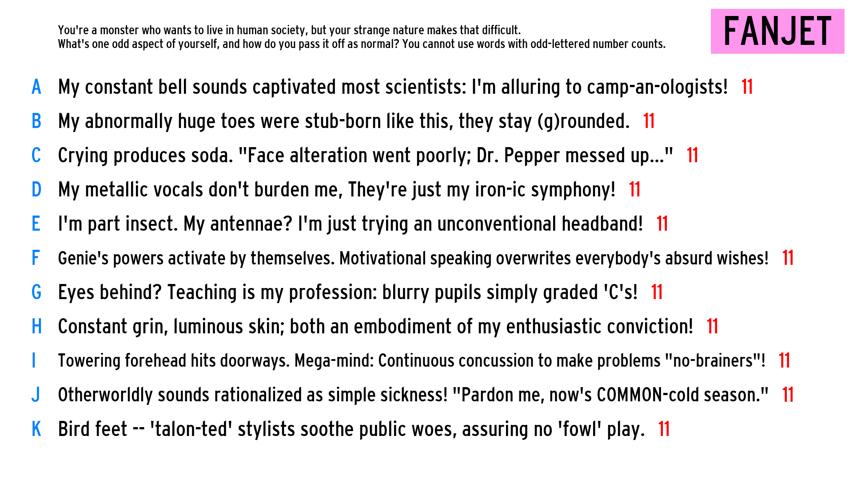 You're a monster who wants to live in human society, but your strange nature makes that difficult.
What's one odd aspect of yourself, and how do you pass it off as normal? You cannot use words with odd-lettered number counts.
FANJET
A My constant bell sounds captivated most scientists: I'm alluring to camp-an-ologists! 11
B My abnormally huge toes were stub-born like this, they stay (g)rounded. 11
C Crying produces soda. "Face alteration went poorly; Dr. Pepper messed up..." 11
D My metallic vocals don't burden me, They're just my iron-ic symphony! 11
E I'm part insect. My antennae? I'm just trying an unconventional headband! 11
F Genie's powers activate by themselves. Motivational speaking overwrites everybody's absurd wishes! 11
G Eyes behind? Teaching is my profession: blurry pupils simply graded 'C's! 11
H Constant grin, luminous skin; both an embodiment of my enthusiastic conviction! 11
I Towering forehead hits doorways. Mega-mind: Continuous concussion to make problems "no-brainers"! 11
J Otherworldly sounds rationalized as simple sickness! "Pardon me, now's COMMON-cold season." 11
K Bird feet -- 'talon-ted' stylists soothe public woes, assuring no 'fowl' play. 11